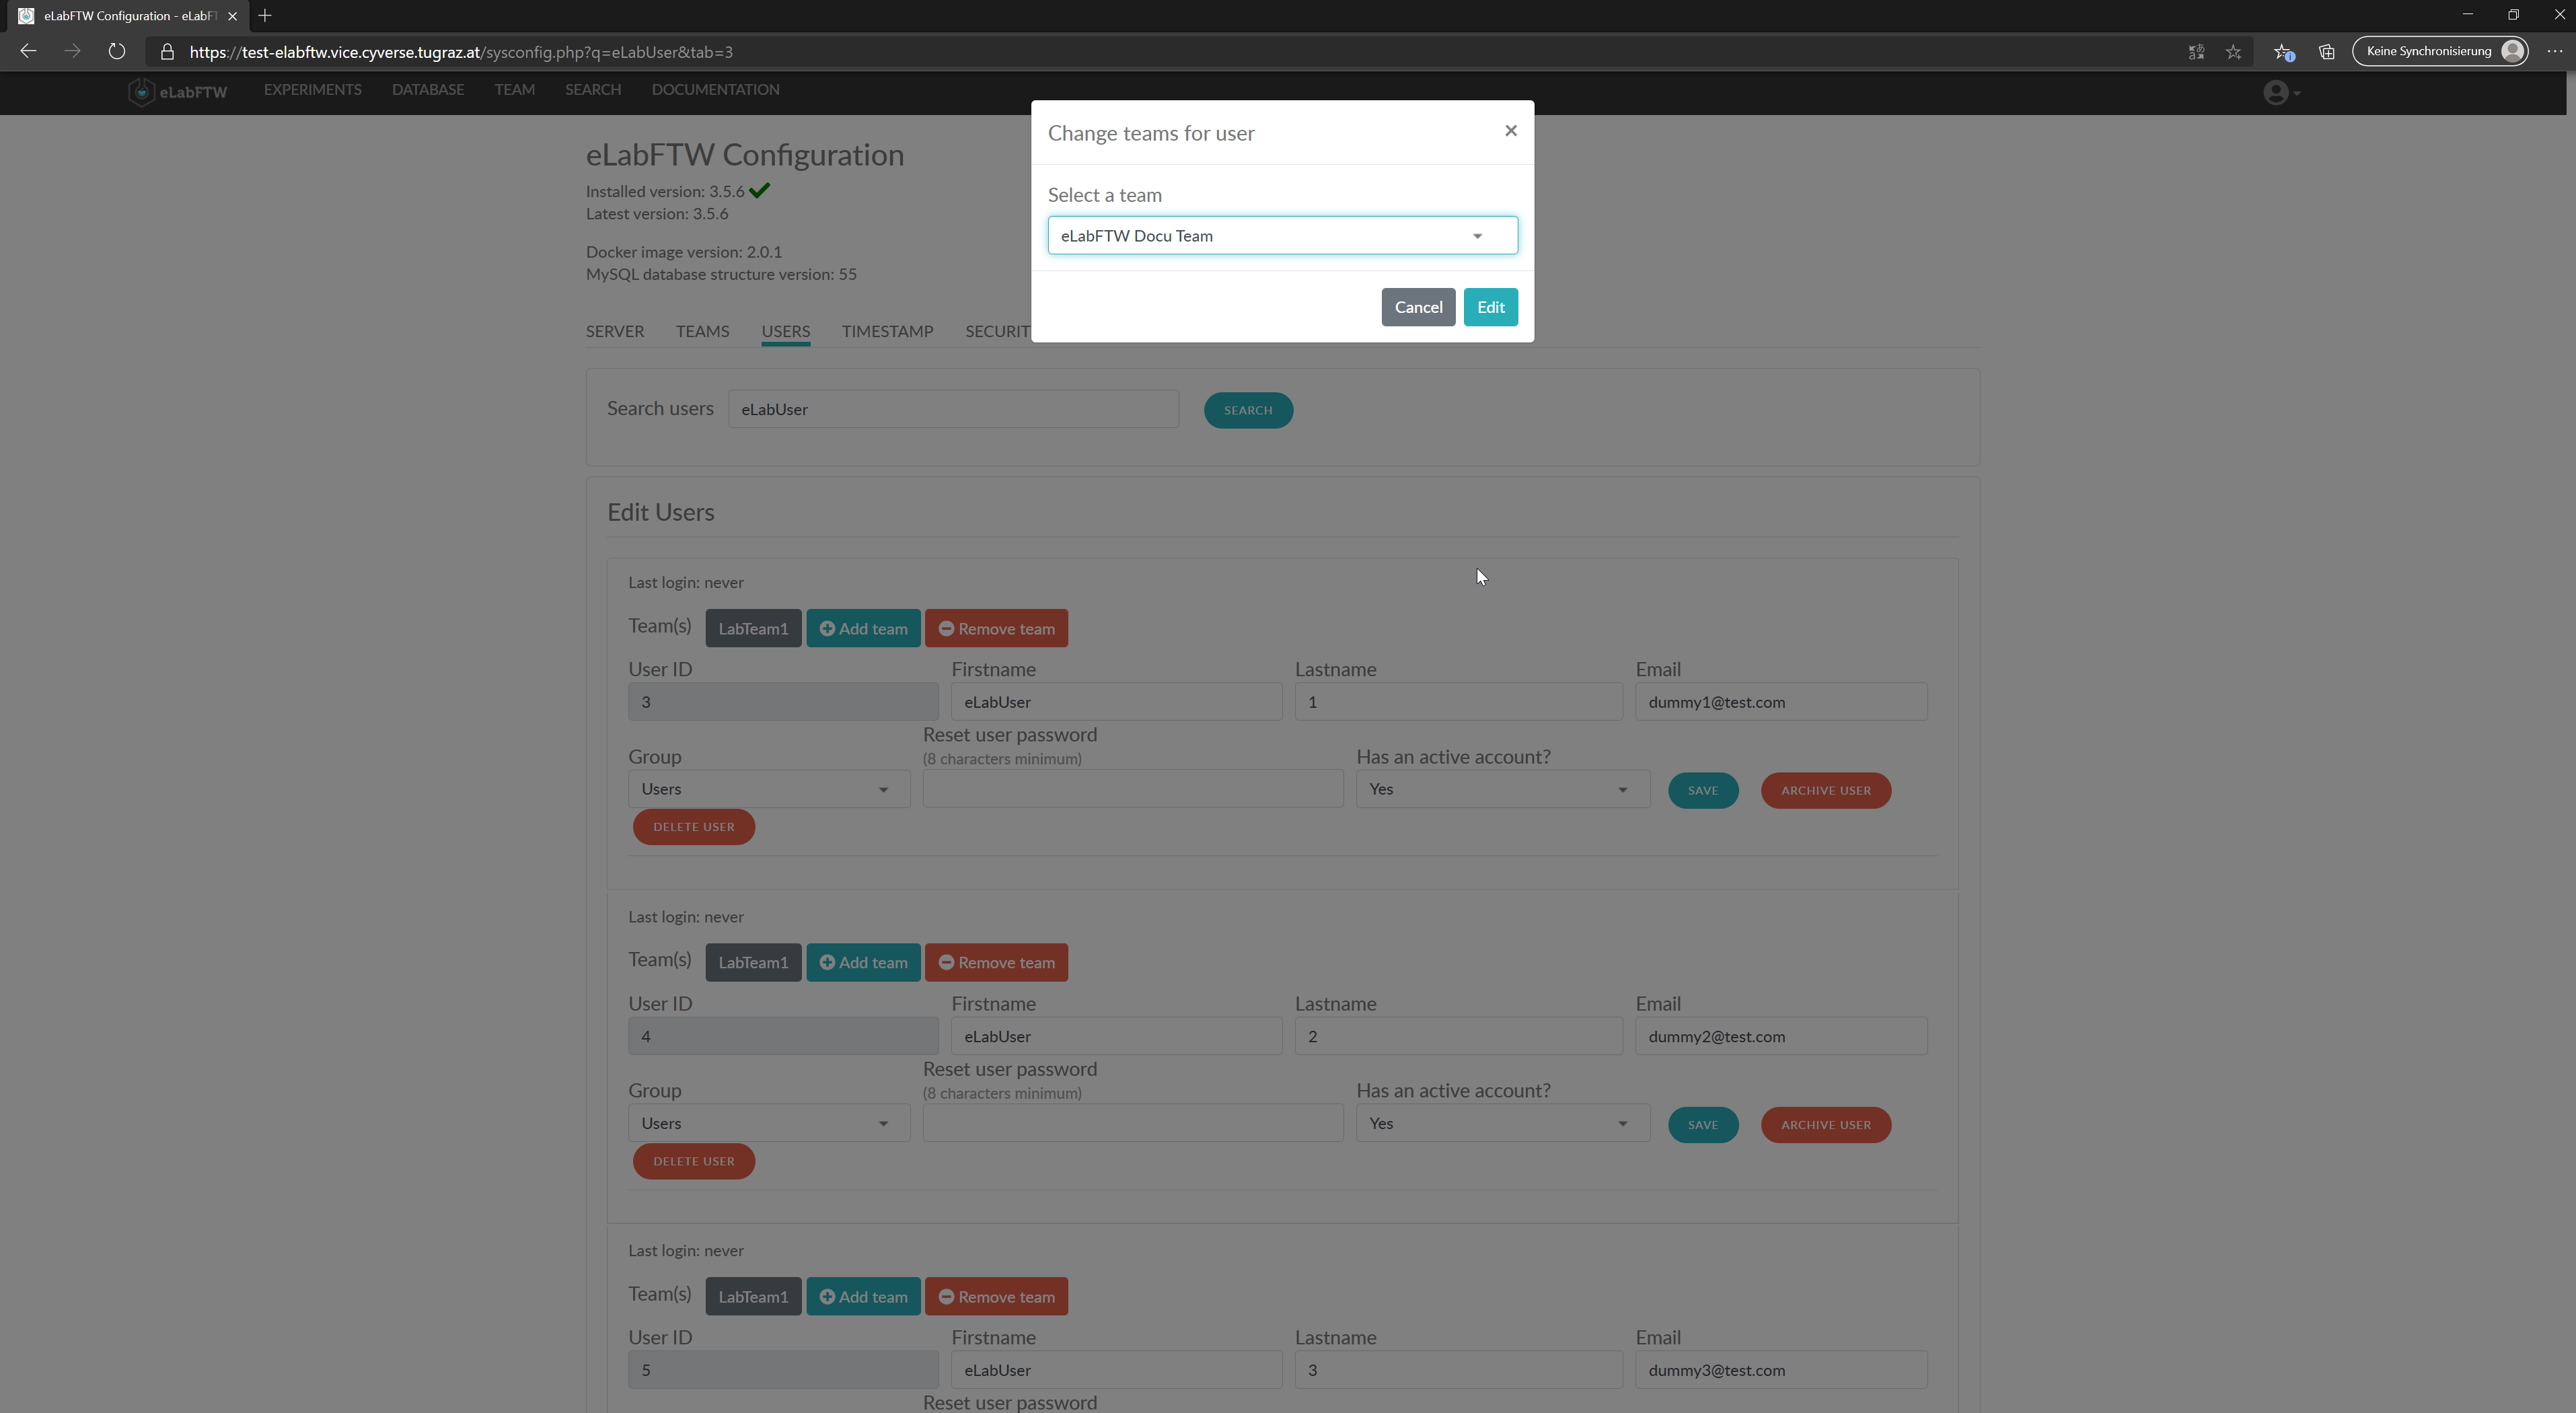 eLabFTW Configuration - eLabFT
https://test-elabftw.vice.cyverse.tugraz.at/sysconfig.php?q=eLabUser&tab=3
Keine Synchronisierung
eLabFTW EXPERIMENTS DATABASE TEAM SEARCH DOCUMENTATION
Change teams for user
Select a team
eLabFTW Docu Team
Cancel Edit
eLabFTW Configuration
Installed version: 3.5.6
Latest version: 3.5.6
Docker image version: 2.0.1
MySQL database structure version: 55
SERVER TEAMS USERS TIMESTAMP SECURIT
Search users eLabUser SEARCH
Edit Users
Last login: never
Team(s) LabTeam1 Add team Remove team
User ID Firstname Lastname Email
3 eLabUser 1 dummy1@test.com
Reset user password
Group (8 characters minimum) Has an active account?
Users Yes SAVE ARCHIVE USER
DELETE USER
Last login: never
Team(s) LabTeam1 Add team Remove team
User ID Firstname Lastname Email
4 eLabUser 2 dummy2@test.com
Reset user password
Group (8 characters minimum) Has an active account?
Users Yes SAVE ARCHIVE USER
DELETE USER
Last login: never
Team(s) LabTeam1 Add team Remove team
User ID Firstname Lastname Email
5 eLabUser 3 dummy3@test.com
Reset user password